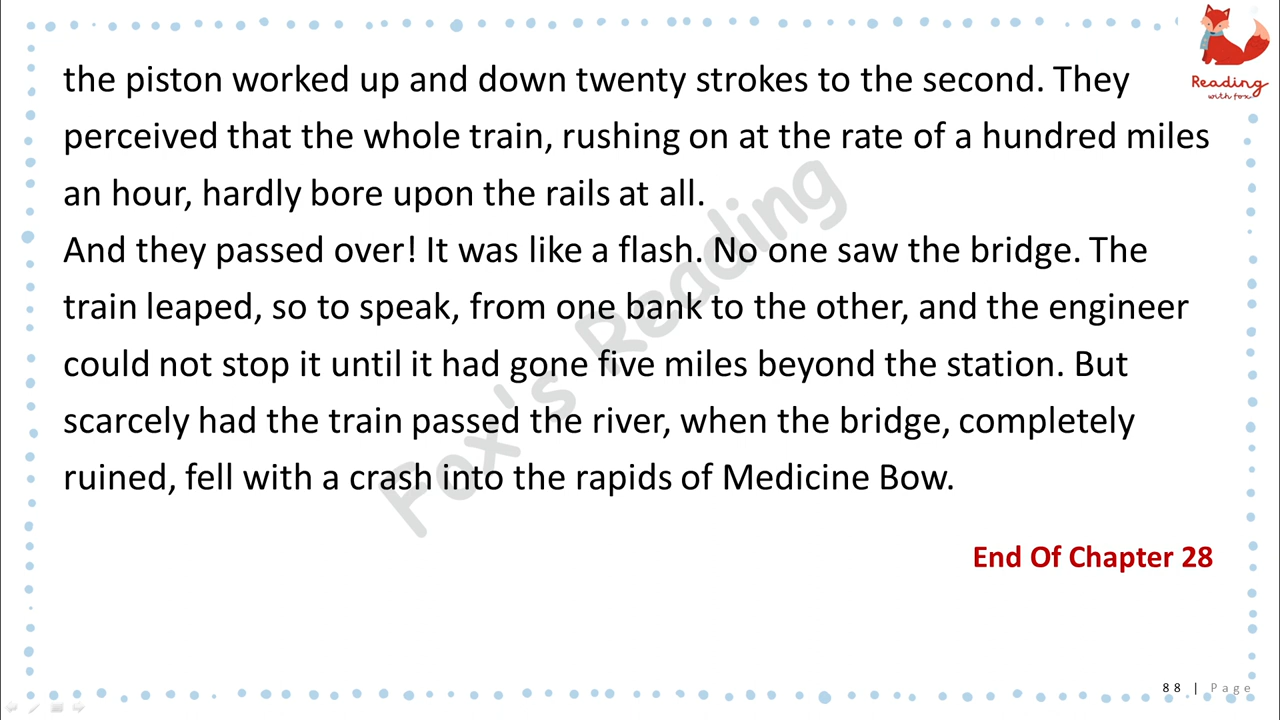 Reading
with fox
the piston worked up and down twenty strokes to the second. They
perceived that the whole train, rushing on at the rate of a hundred miles
an hour, hardly bore upon the rails at all.
And they passed over! It was like a flash. No one saw the bridge. The
train leaped, so to speak, from one bank to the other, and the engineer
could not stop it until it had gone five miles beyond the station. But
scarcely had the train passed the river, when the bridge, completely
ruined, fell with a crash into the rapids of Medicine Bow.
Fox's Reading
End Of Chapter 28
88 | Page